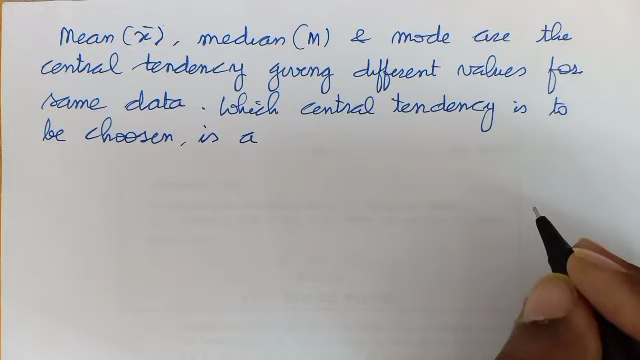 Mean (x̄), median (M) & mode are the
central tendency giving different values for
same data. Which central tendency is to
be choosen, is a